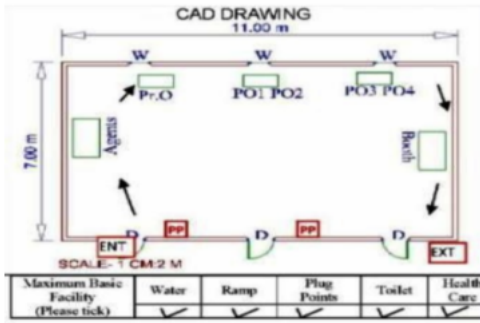 CAD DRAWING
11.00 m
W W W
Pr.O PO1 PO2 PO3 PO4
7.00 m
Agents
Booth
PP PP
D D D
ENT EXT
SCALE- 1 CM:2 M
Maximum Basic Facility (Please tick) Water Ramp Plug Points Toilet Health Care